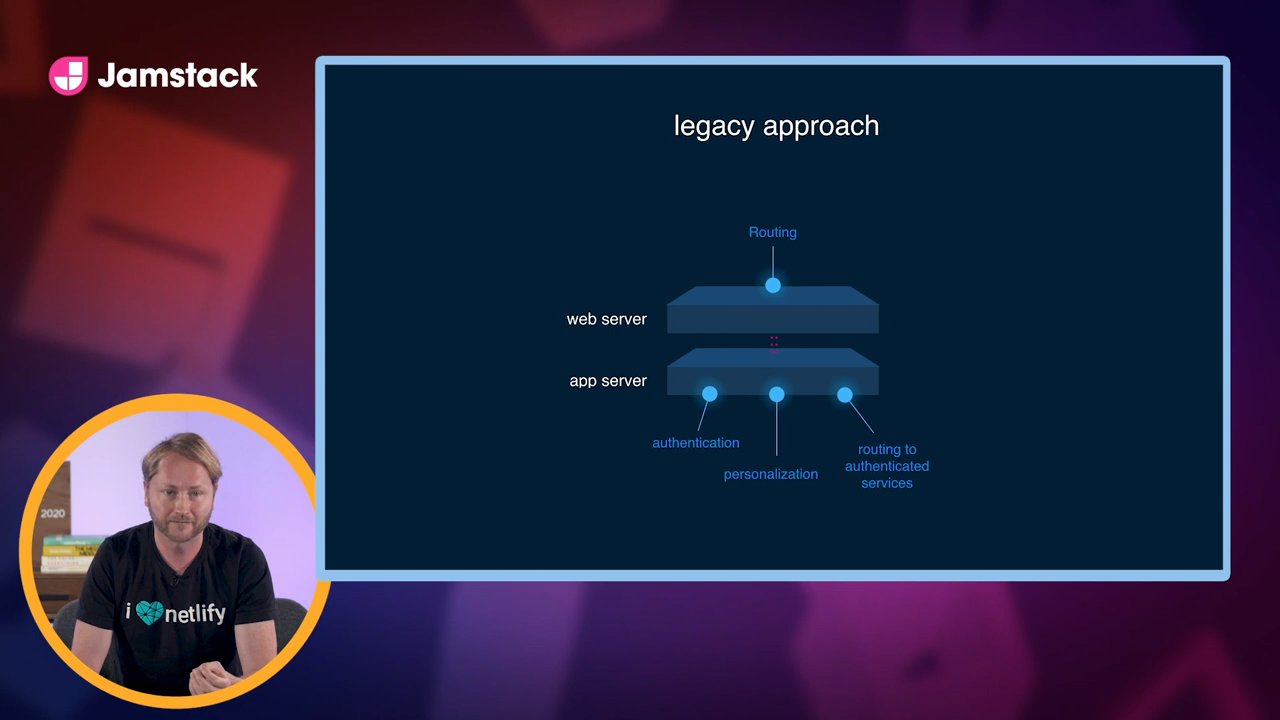 Jamstack
legacy approach
Routing
web server
app server
authentication
personalization
routing to
authenticated
services
2020
i netlify